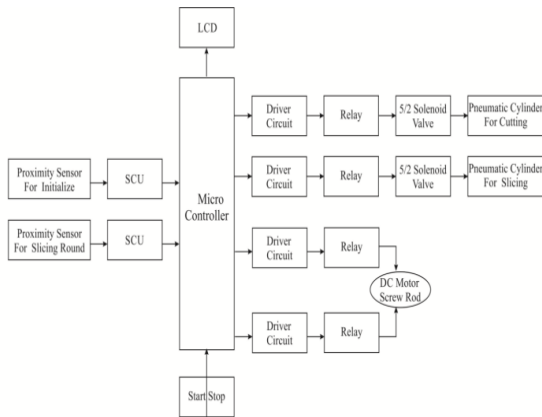 LCD
Micro
Controller
Proximity Sensor
For Initialize
SCU
Proximity Sensor
For Slicing Round
SCU
Driver
Circuit
Relay
5/2 Solenoid
Valve
Pneumatic Cylinder
For Cutting
Driver
Circuit
Relay
5/2 Solenoid
Valve
Pneumatic Cylinder
For Slicing
Driver
Circuit
Relay
DC Motor
Screw Rod
Driver
Circuit
Relay
Start Stop